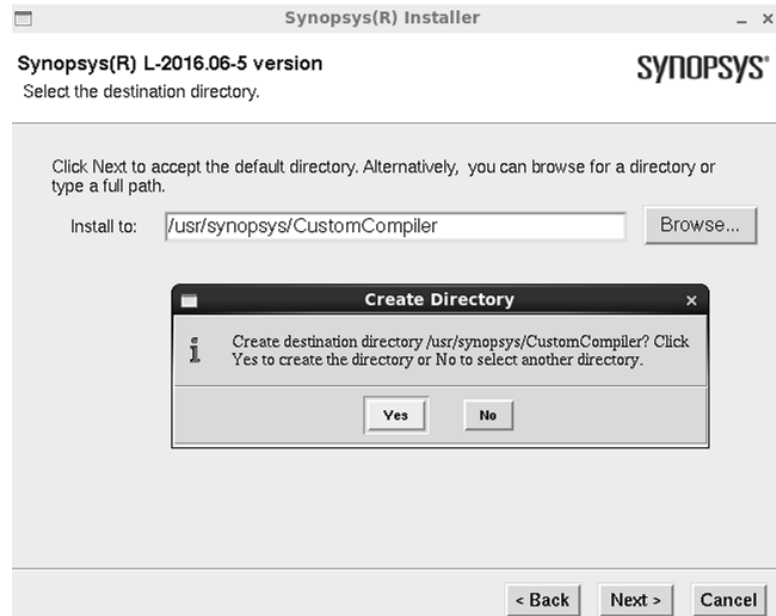 Synopsys(R) Installer
Synopsys(R) L-2016.06-5 version
SYNOPSYS®
Select the destination directory.
Click Next to accept the default directory. Alternatively, you can browse for a directory or
type a full path.
Install to: /usr/synopsys/CustomCompiler Browse...
Create Directory
Create destination directory /usr/synopsys/CustomCompiler? Click
Yes to create the directory or No to select another directory.
Yes No
< Back Next > Cancel